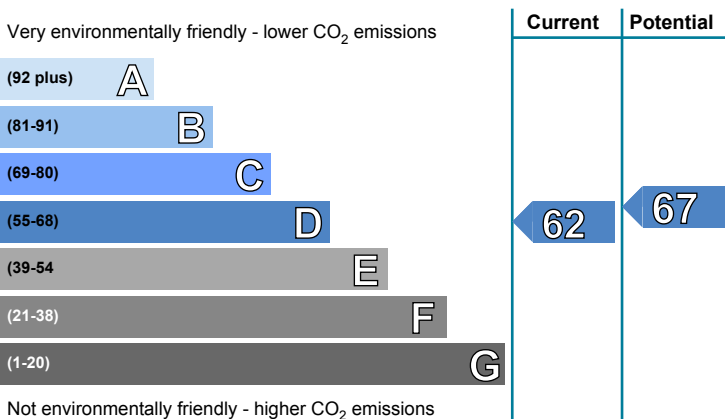 Very environmentally friendly - lower CO2 emissions
Current
Potential
(92 plus) A
(81-91) B
(69-80) C
(55-68) D
62
67
(39-54 E
(21-38) F
(1-20) G
Not environmentally friendly - higher CO2 emissions